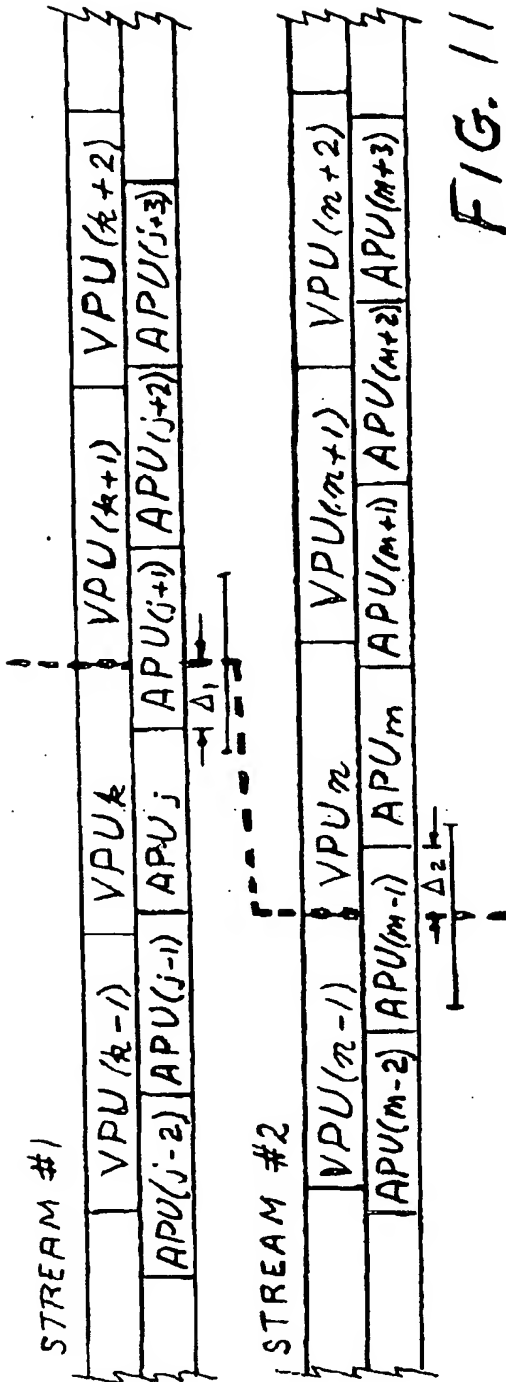 STREAM #1
VPU(k-1) VPUk VPU(k+1) VPU(k+2)
APU(j-2) APU(j-1) APUj APU(j+1) APU(j+2) APU(j+3)
Δ1
STREAM #2
VPU(n-1) VPUn VPU(n+1) VPU(n+2)
APU(m-2) APU(m-1) APUm APU(m+1) APU(m+2) APU(m+3)
Δ2
FIG. 11